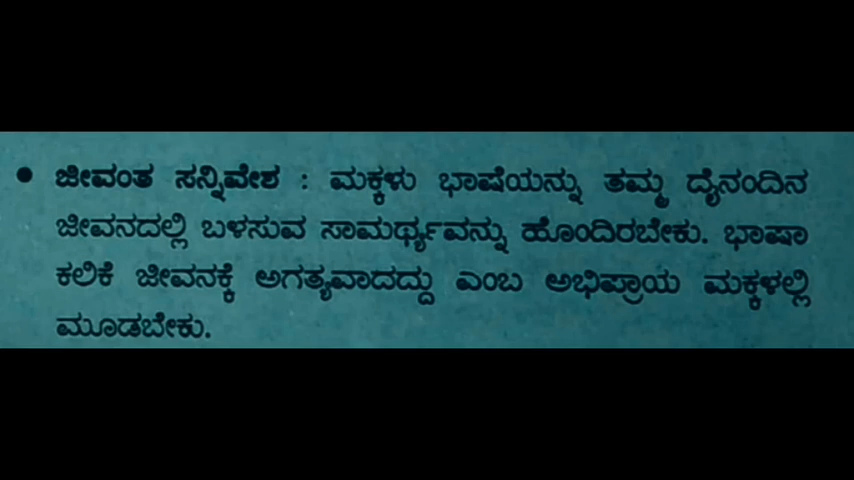 • ಜೀವಂತ ಸನ್ನಿವೇಶ : ಮಕ್ಕಳು ಭಾಷೆಯನ್ನು ತಮ್ಮ ದೈನಂದಿನ
ಜೀವನದಲ್ಲಿ ಬಳಸುವ ಸಾಮರ್ಥ್ಯವನ್ನು ಹೊಂದಿರಬೇಕು. ಭಾಷಾ
ಕಲಿಕೆ ಜೀವನಕ್ಕೆ ಅಗತ್ಯವಾದದ್ದು ಎಂಬ ಅಭಿಪ್ರಾಯ ಮಕ್ಕಳಲ್ಲಿ
ಮೂಡಬೇಕು.